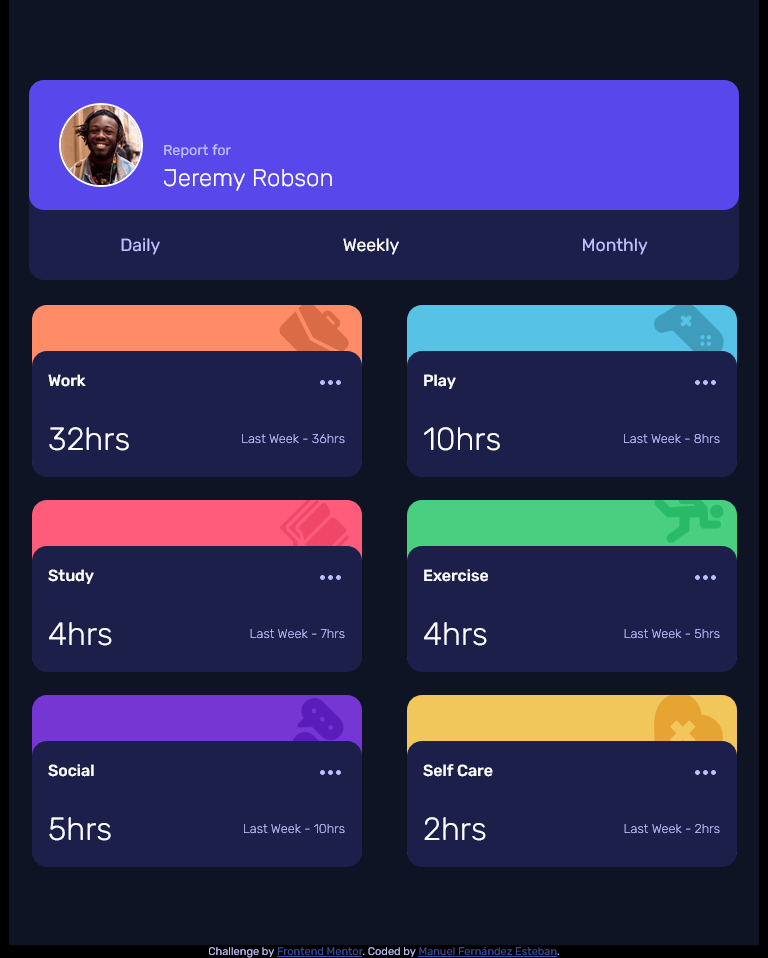 Report for
Jeremy Robson
Daily
Weekly
Monthly
Work
32hrs
Last Week - 36hrs
Play
10hrs
Last Week - 8hrs
Study
4hrs
Last Week - 7hrs
Exercise
4hrs
Last Week - 5hrs
Social
5hrs
Last Week - 10hrs
Self Care
2hrs
Last Week - 2hrs
Challenge by Frontend Mentor. Coded by Manuel Fernández Esteban.